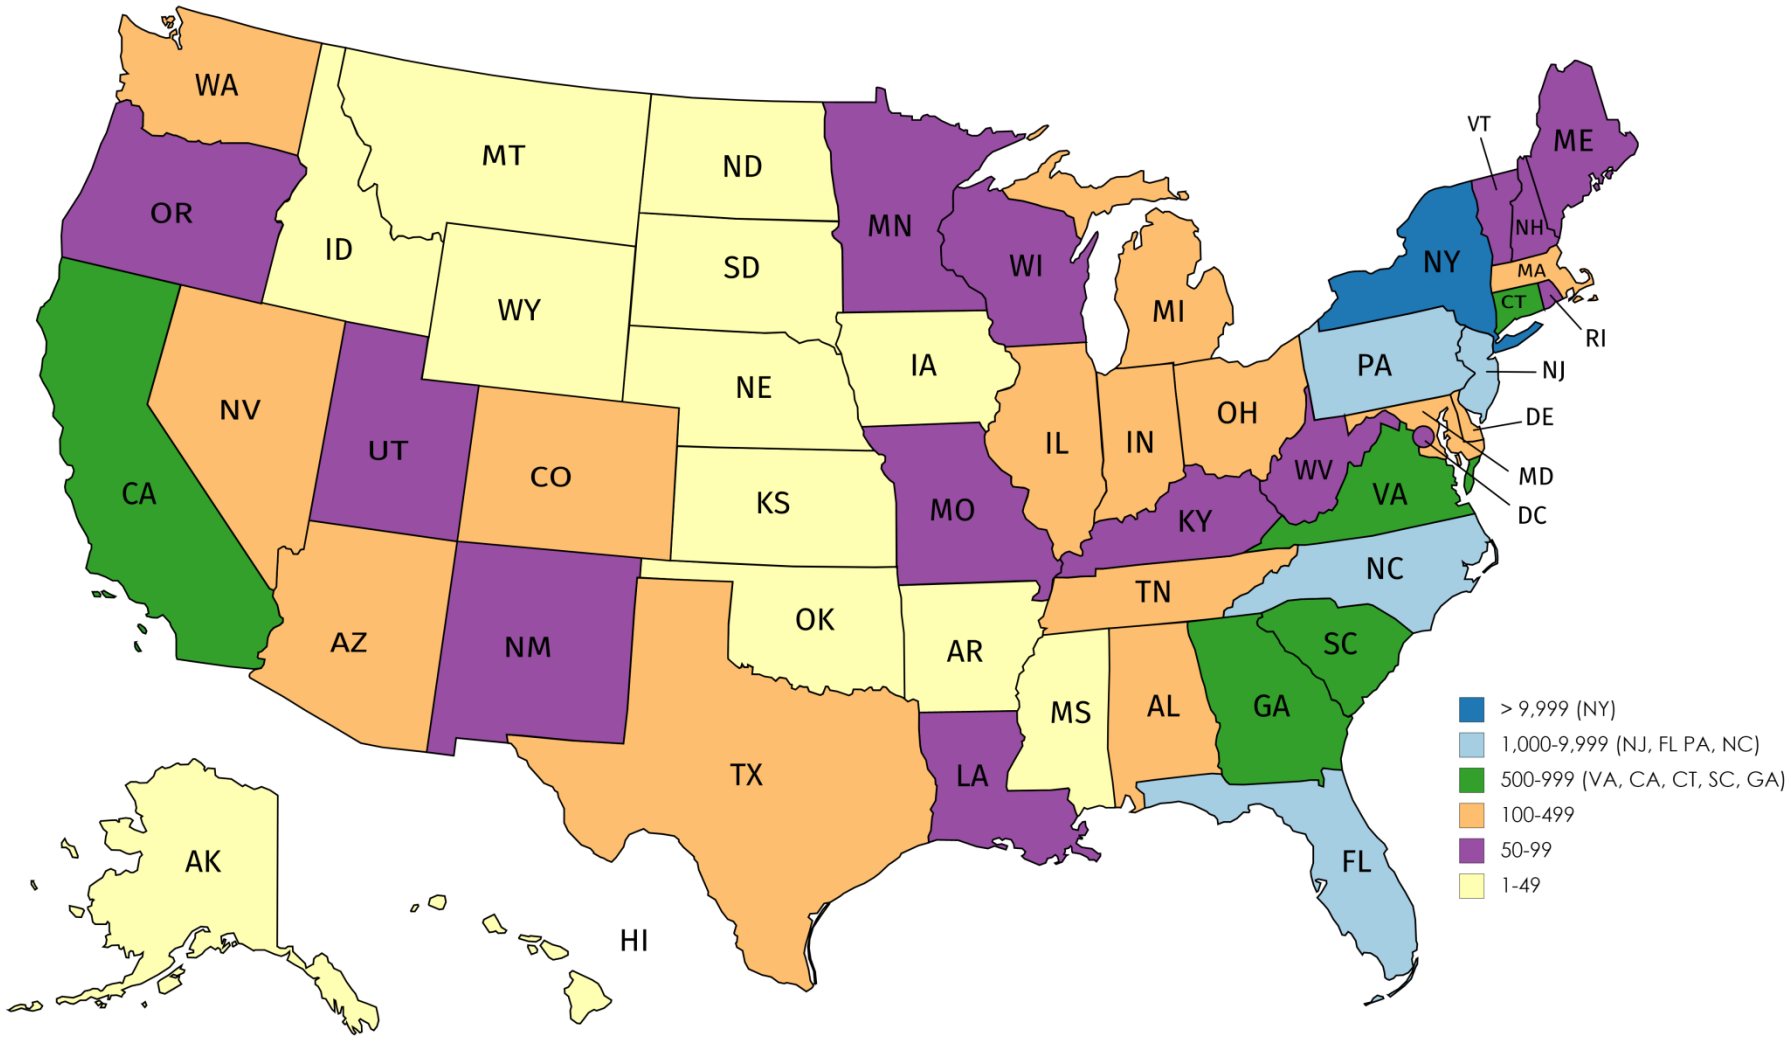 WA
MT
ND
VT
ME
OR
ID
MN
NH
SD
WI
NY
MA
WY
MI
CT
RI
IA
PA
NJ
NE
NV
OH
DE
UT
CO
IL
IN
WV
MD
CA
KS
MO
KY
VA
DC
NC
AZ
NM
OK
TN
AR
SC
MS
AL
GA
TX
LA
FL
AK
HI
> 9,999 (NY)
1,000-9,999 (NJ, FL PA, NC)
500-999 (VA, CA, CT, SC, GA)
100-499
50-99
1-49